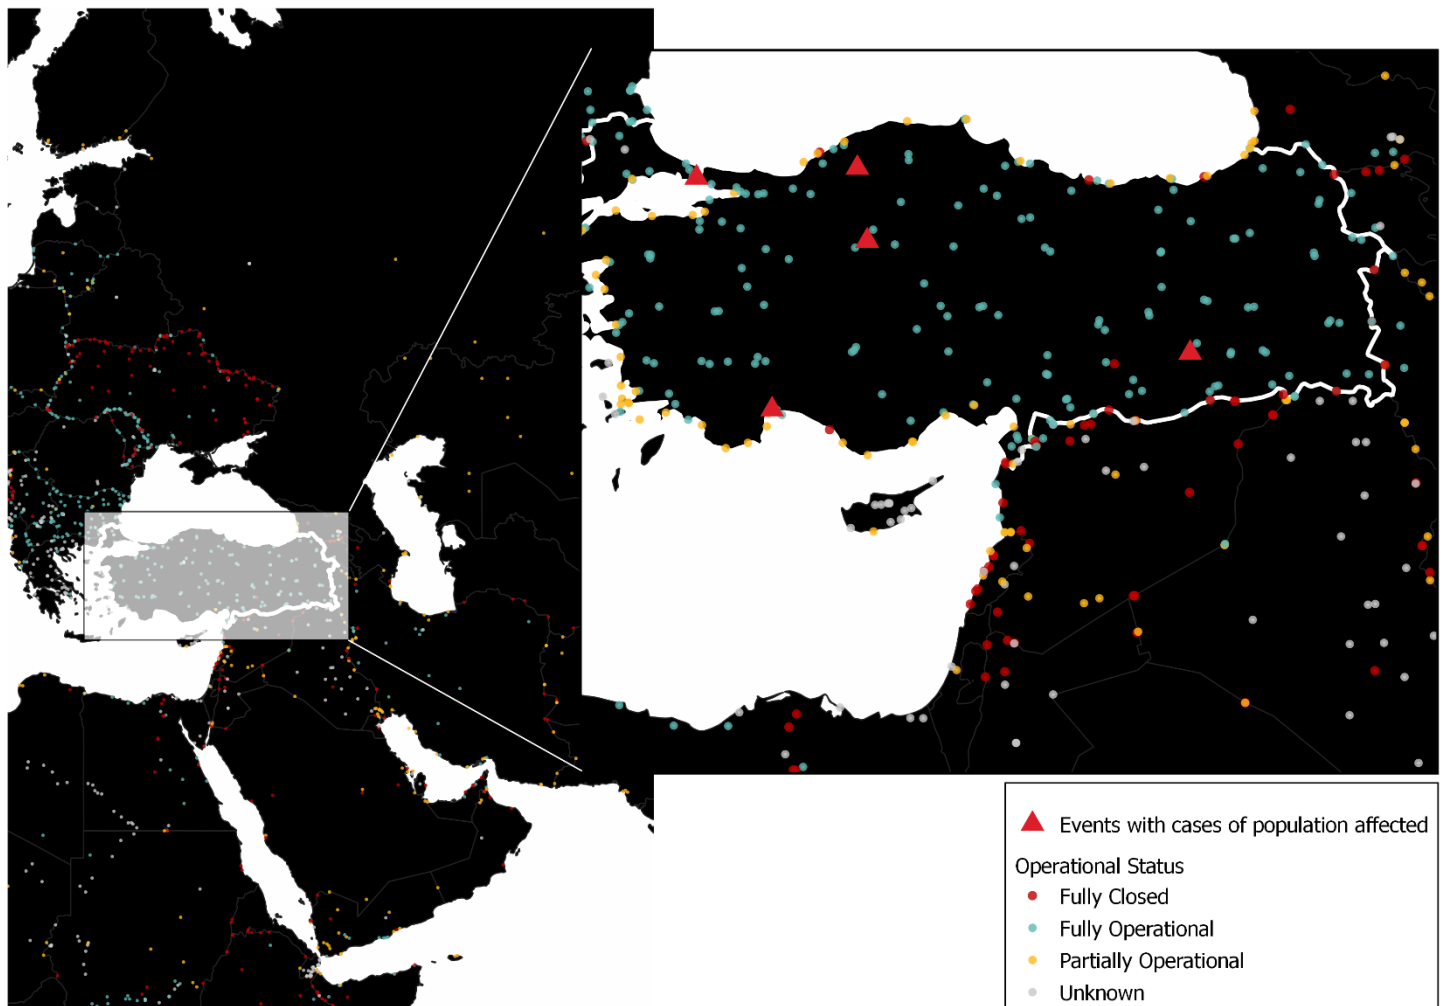 Events with cases of population affected
Operational Status
Fully Closed
Fully Operational
Partially Operational
Unknown